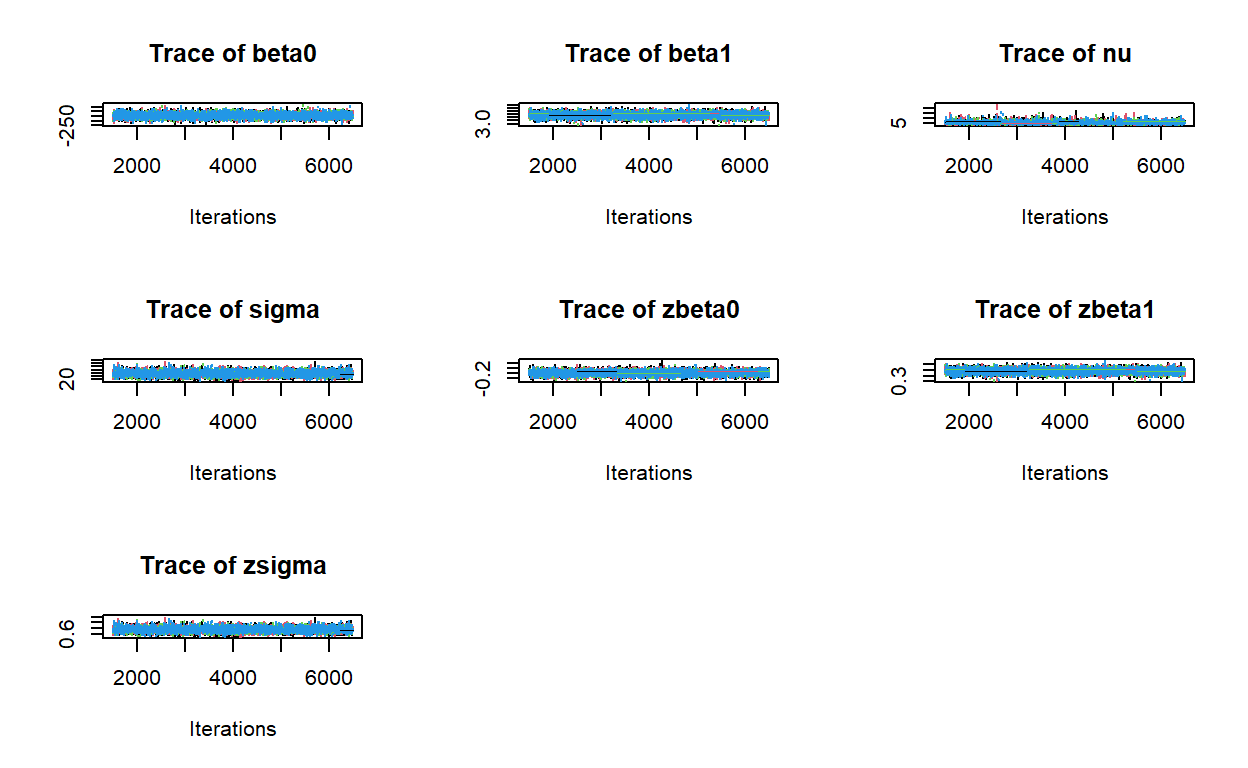 Trace of beta0 Trace of beta1 Trace of nu
-250 3.0 5
2000 4000 6000 2000 4000 6000 2000 4000 6000
Iterations Iterations Iterations
Trace of sigma Trace of zbeta0 Trace of zbeta1
20 -0.2 0.3
2000 4000 6000 2000 4000 6000 2000 4000 6000
Iterations Iterations Iterations
Trace of zsigma
0.6
2000 4000 6000
Iterations